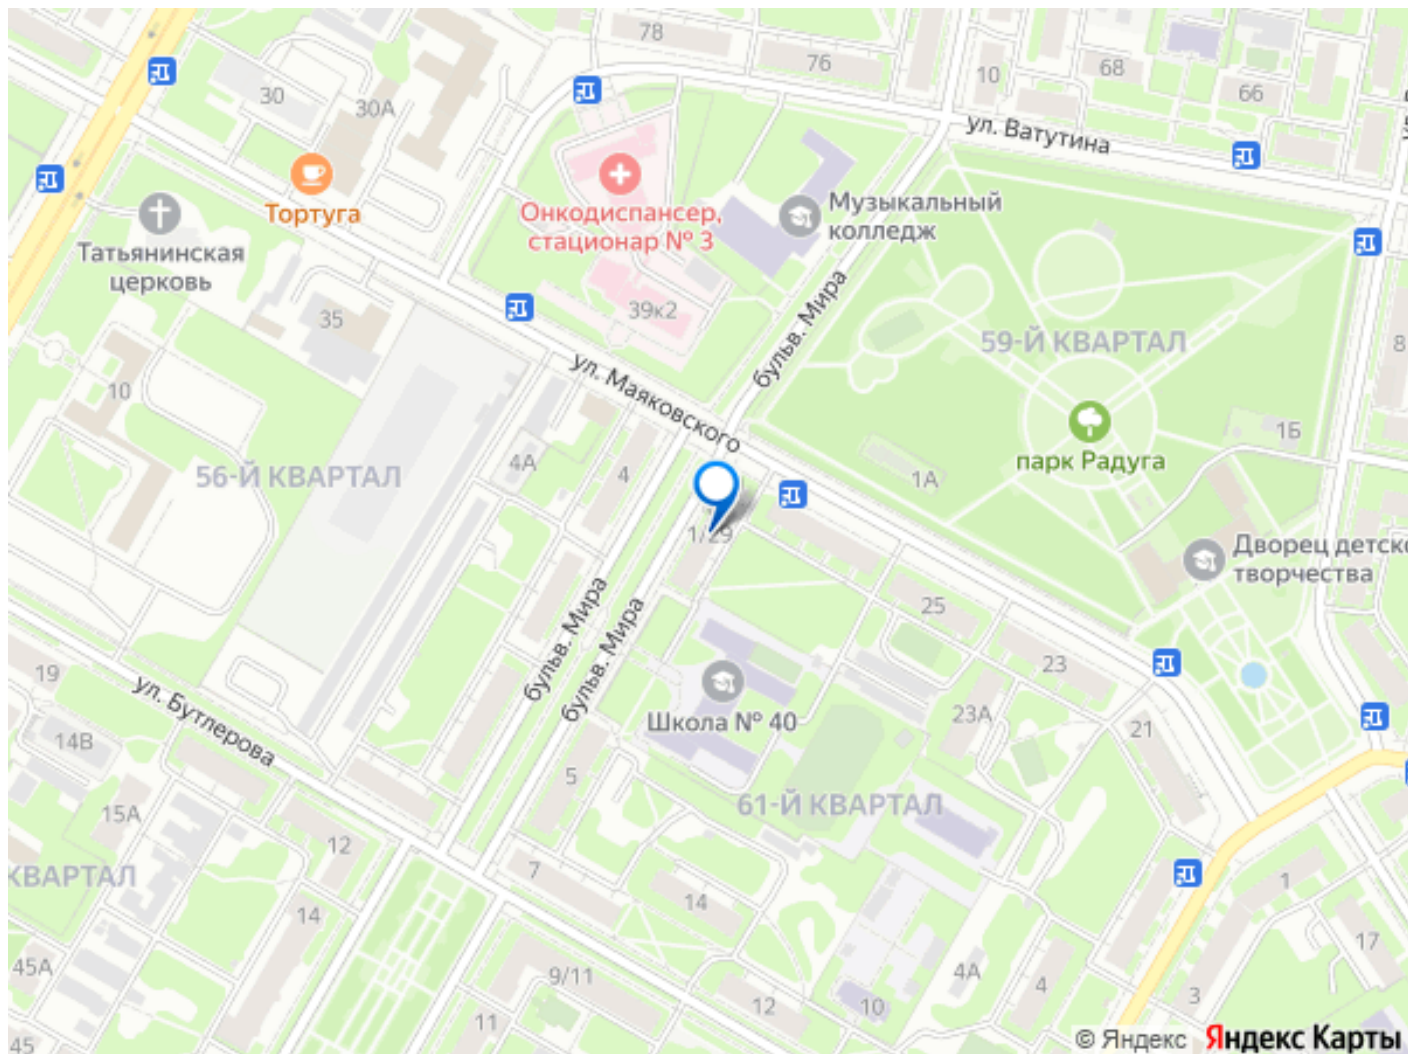 78
76
10
68
66
30
30А
ул. Ватутина
Тортуга
Онкодиспансер,
стационар № 3
Музыкальный
колледж
Татьянинская
церковь
35
39к2
бульв. Мира
59-Й КВАРТАЛ
8
ул. Маяковского
10
56-Й КВАРТАЛ
4А
4
1А
1Б
парк Радуга
1/29
Дворец детско
творчества
бульв. Мира
бульв. Мира
25
23
23А
21
19
ул. Бутлерова
14В
Школа № 40
5
61-Й КВАРТАЛ
15А
12
КВАРТАЛ
7
14
14
1
17
45А
9/11
12
10
4А
4
3
11
45
© Яндекс Яндекс Карты